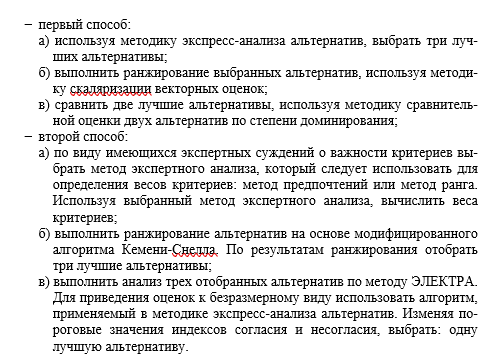 − первый способ:
а) используя методику экспресс-анализа альтернатив, выбрать три луч-
ших альтернативы;
б) выполнить ранжирование выбранных альтернатив, используя методи-
ку скаляризации векторных оценок;
в) сравнить две лучшие альтернативы, используя методику сравнитель-
ной оценки двух альтернатив по степени доминирования;
− второй способ:
а) по виду имеющихся экспертных суждений о важности критериев вы-
брать метод экспертного анализа, который следует использовать для
определения весов критериев: метод предпочтений или метод ранга.
Используя выбранный метод экспертного анализа, вычислить веса
критериев;
б) выполнить ранжирование альтернатив на основе модифицированного
алгоритма Кемени-Снелла. По результатам ранжирования отобрать
три лучшие альтернативы;
в) выполнить анализ трех отобранных альтернатив по методу ЭЛЕКТРА.
Для приведения оценок к безразмерному виду использовать алгоритм,
применяемый в методике экспресс-анализа альтернатив. Изменяя по-
роговые значения индексов согласия и несогласия, выбрать: одну
лучшую альтернативу.